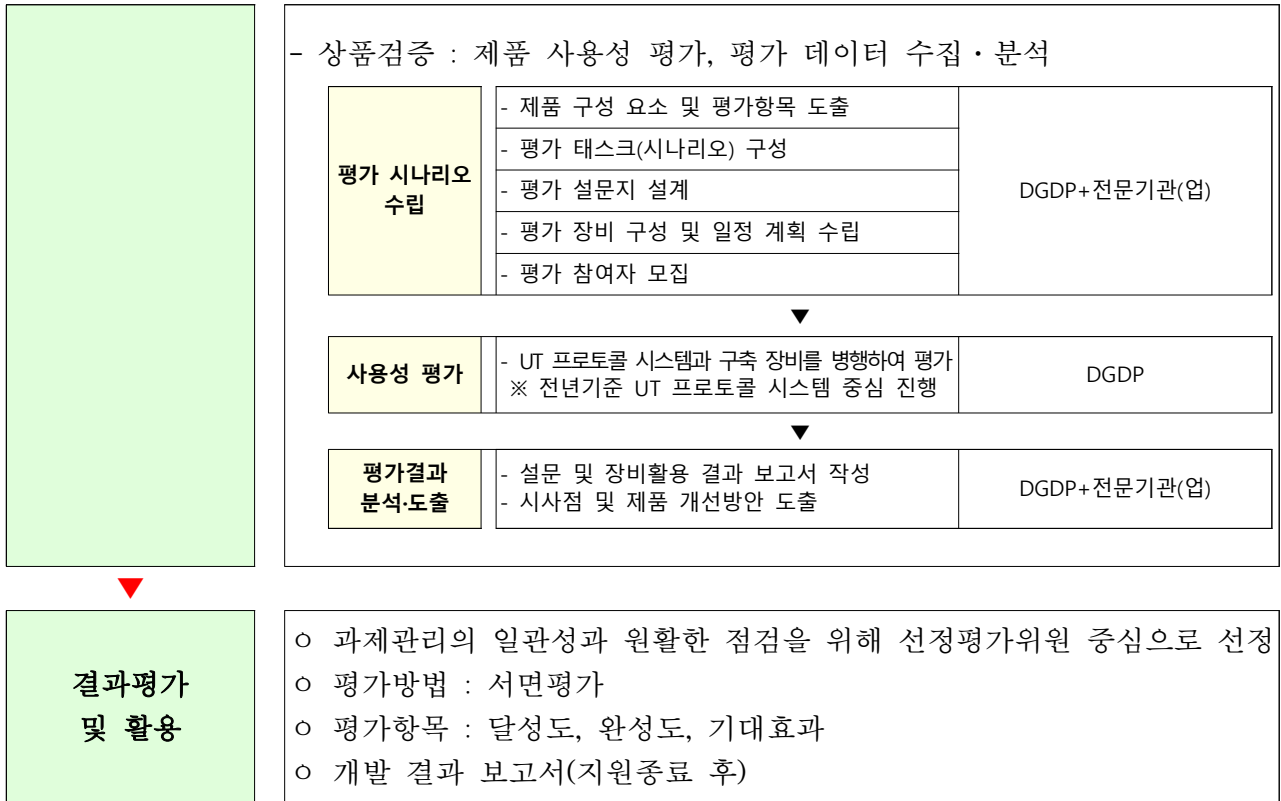 - 상품검증 : 제품 사용성 평가, 평가 데이터 수집·분석
평가 시나리오
수립
- 제품 구성 요소 및 평가항목 도출
- 평가 태스크(시나리오) 구성
- 평가 설문지 설계
- 평가 장비 구성 및 일정 계획 수립
- 평가 참여자 모집
DGDP+전문기관(업)
▼
사용성 평가
- UT 프로토콜 시스템과 구축 장비를 병행하여 평가
※ 전년기준 UT 프로토콜 시스템 중심 진행
DGDP
▼
평가결과
분석·도출
- 설문 및 장비활용 결과 보고서 작성
- 시사점 및 제품 개선방안 도출
DGDP+전문기관(업)
▼
결과평가
및 활용
ㅇ 과제관리의 일관성과 원활한 점검을 위해 선정평가위원 중심으로 선정
ㅇ 평가방법 : 서면평가
ㅇ 평가항목 : 달성도, 완성도, 기대효과
ㅇ 개발 결과 보고서(지원종료 후)